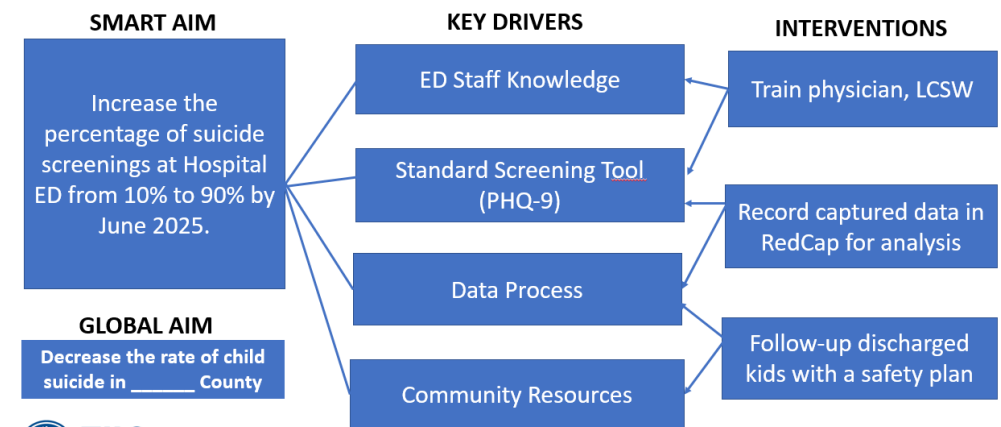 SMART AIM
Increase the
percentage of suicide
screenings at Hospital
ED from 10% to 90% by
June 2025.
GLOBAL AIM
Decrease the rate of child
suicide in ______ County
KEY DRIVERS
ED Staff Knowledge
Standard Screening Tool
(PHQ-9)
Data Process
Community Resources
INTERVENTIONS
Train physician, LCSW
Record captured data in
RedCap for analysis
Follow-up discharged
kids with a safety plan